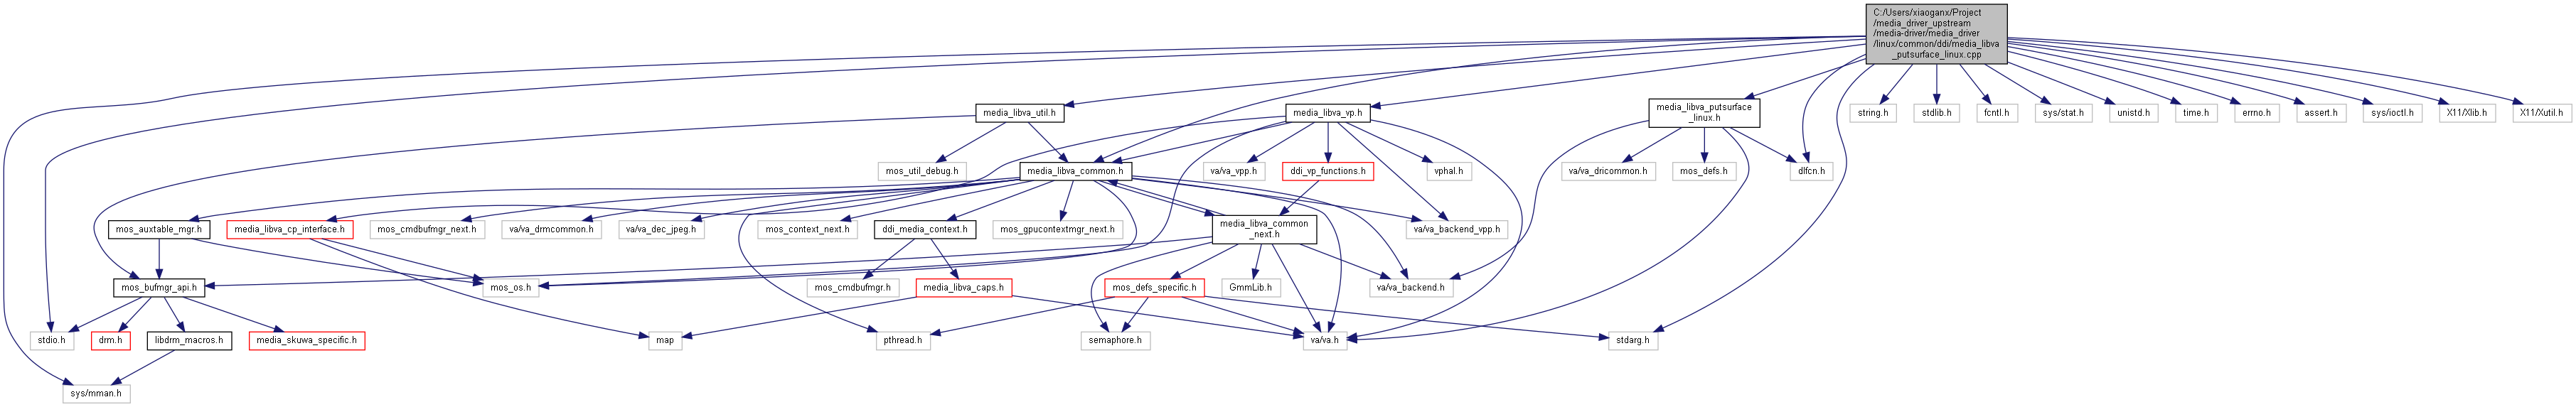 C:/Users/xiaoganx/Project
/media_driver_upstream
/media-driver/media_driver
/linux/common/ddi/media_libva
_putsurface_linux.cpp
media_libva_util.h
media_libva_vp.h
media_libva_putsurface
_linux.h
string.h
stdlib.h
fcntl.h
sys/stat.h
unistd.h
time.h
errno.h
assert.h
sys/ioctl.h
X11/Xlib.h
X11/Xutil.h
mos_util_debug.h
media_libva_common.h
va/va_vpp.h
ddi_vp_functions.h
vphal.h
va/va_dricommon.h
mos_defs.h
dlfcn.h
mos_auxtable_mgr.h
media_libva_cp_interface.h
mos_cmdbufmgr_next.h
va/va_drmcommon.h
va/va_dec_jpeg.h
mos_context_next.h
ddi_media_context.h
mos_gpucontextmgr_next.h
media_libva_common
_next.h
va/va_backend_vpp.h
mos_bufmgr_api.h
mos_os.h
mos_cmdbufmgr.h
media_libva_caps.h
mos_defs_specific.h
GmmLib.h
va/va_backend.h
stdio.h
drm.h
libdrm_macros.h
media_skuwa_specific.h
map
pthread.h
semaphore.h
va/va.h
stdarg.h
sys/mman.h